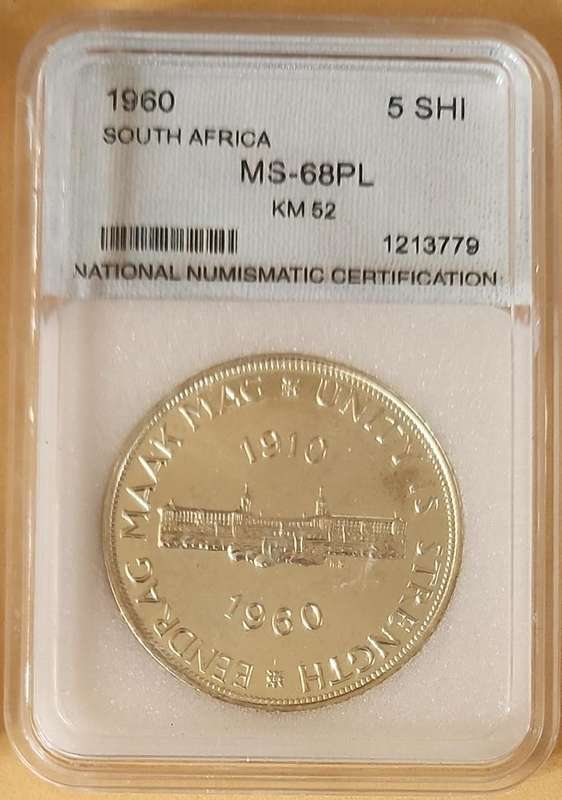 1960 5 SHI
SOUTH AFRICA
MS-68PL
KM 52
1213779
NATIONAL NUMISMATIC CERTIFICATION
EENDRAG MAAK MAG * UNITY IS STRENGTH *
1910
1960